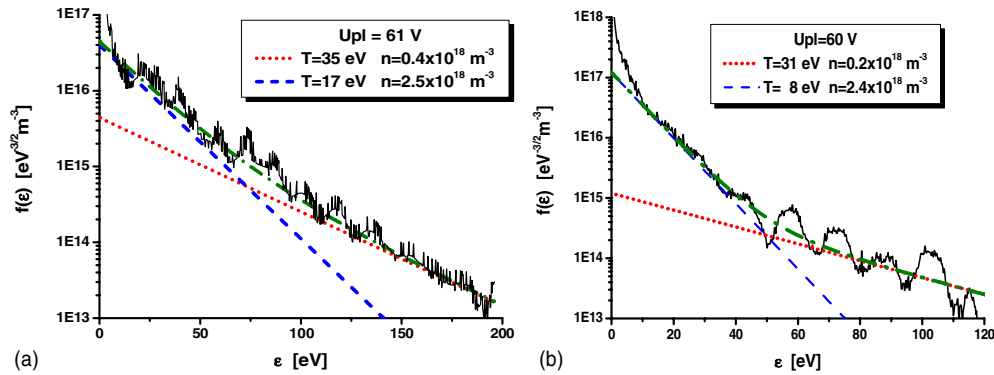 1E17
1E16
1E15
1E14
1E13
f(ε) [eV-3/2m-3]
Upl = 61 V
T=35 eV n=0.4x10^18 m^-3
T=17 eV n=2.5x10^18 m^-3
0 50 100 150 200
(a) ε [eV]
1E18
1E17
1E16
1E15
1E14
1E13
f(ε) [eV-3/2m-3]
Upl=60 V
T=31 eV n=0.2x10^18 m^-3
T= 8 eV n=2.4x10^18 m^-3
0 20 40 60 80 100 120
(b) ε [eV]